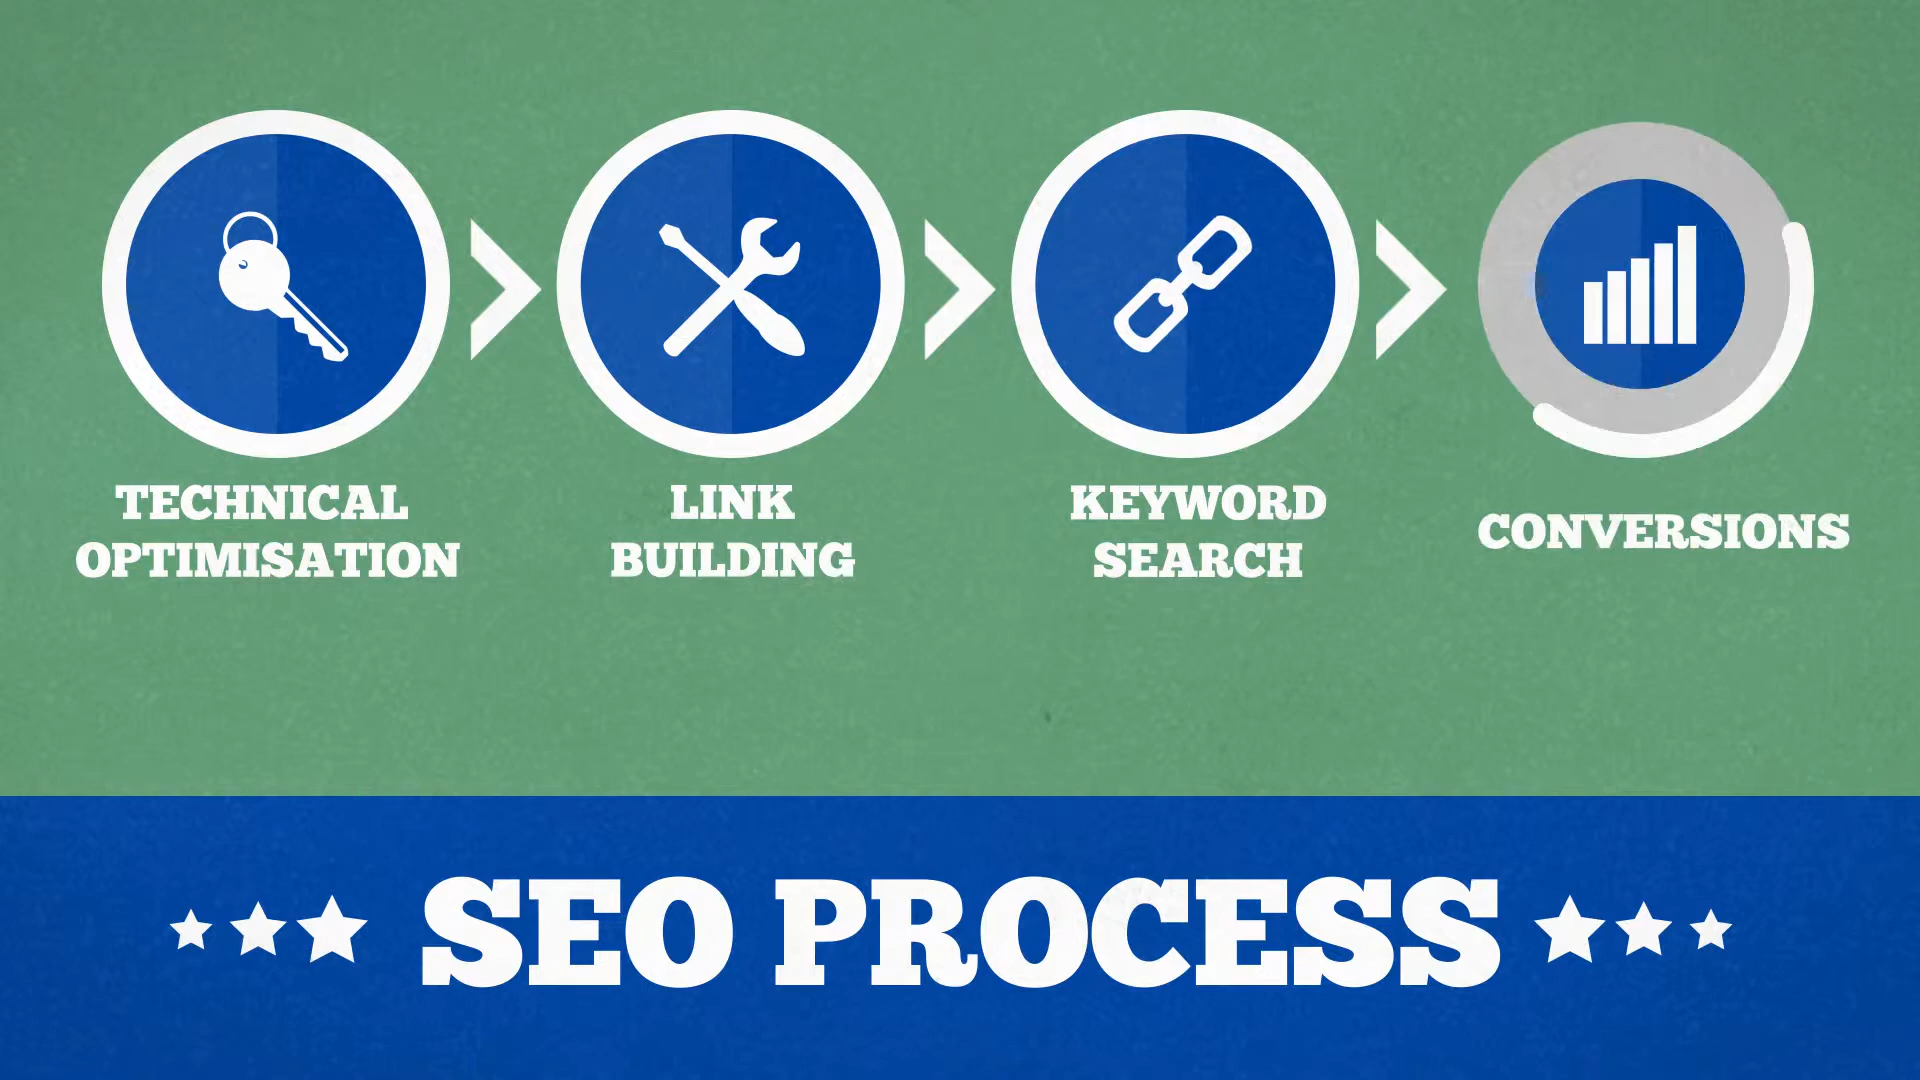 TECHNICAL
OPTIMISATION
LINK
BUILDING
KEYWORD
SEARCH
CONVERSIONS
SEO PROCESS